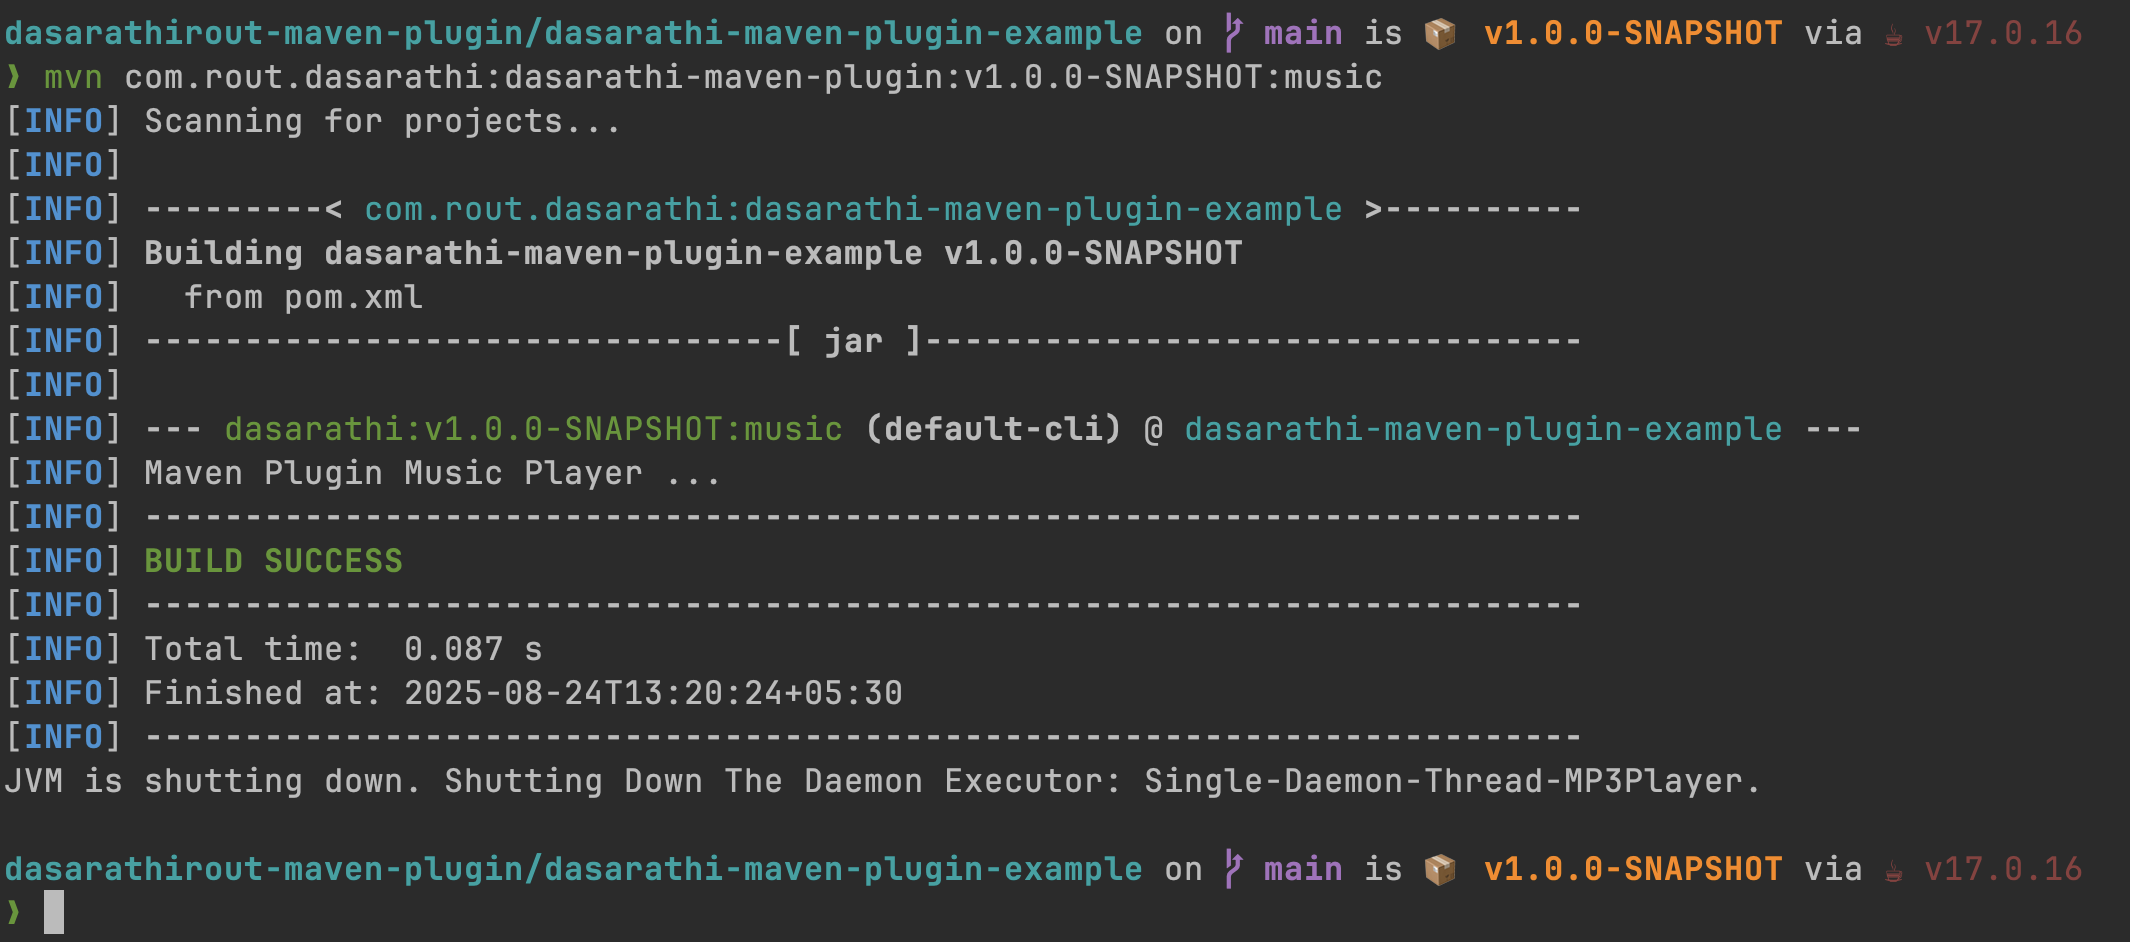 dasarathirout-maven-plugin/dasarathi-maven-plugin-example on main is 📦 v1.0.0-SNAPSHOT via ☕ v17.0.16
❱ mvn com.rout.dasarathi:dasarathi-maven-plugin:v1.0.0-SNAPSHOT:music
[INFO] Scanning for projects...
[INFO]
[INFO] ---------< com.rout.dasarathi:dasarathi-maven-plugin-example >----------
[INFO] Building dasarathi-maven-plugin-example v1.0.0-SNAPSHOT
[INFO]   from pom.xml
[INFO] --------------------------------[ jar ]---------------------------------
[INFO]
[INFO] --- dasarathi:v1.0.0-SNAPSHOT:music (default-cli) @ dasarathi-maven-plugin-example ---
[INFO] Maven Plugin Music Player ...
[INFO] ------------------------------------------------------------------------
[INFO] BUILD SUCCESS
[INFO] ------------------------------------------------------------------------
[INFO] Total time:  0.087 s
[INFO] Finished at: 2025-08-24T13:20:24+05:30
[INFO] ------------------------------------------------------------------------
JVM is shutting down. Shutting Down The Daemon Executor: Single-Daemon-Thread-MP3Player.
dasarathirout-maven-plugin/dasarathi-maven-plugin-example on main is 📦 v1.0.0-SNAPSHOT via ☕ v17.0.16
❱